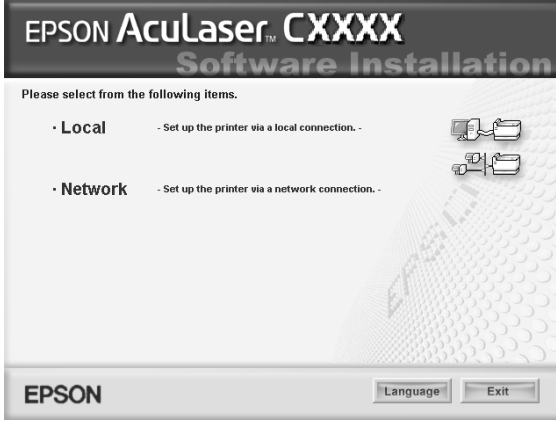 EPSON AcuLaser™ CXXXX
Software Installation
Please select from the following items.
· Local - Set up the printer via a local connection. -
· Network - Set up the printer via a network connection. -
EPSON
EPSON Language Exit